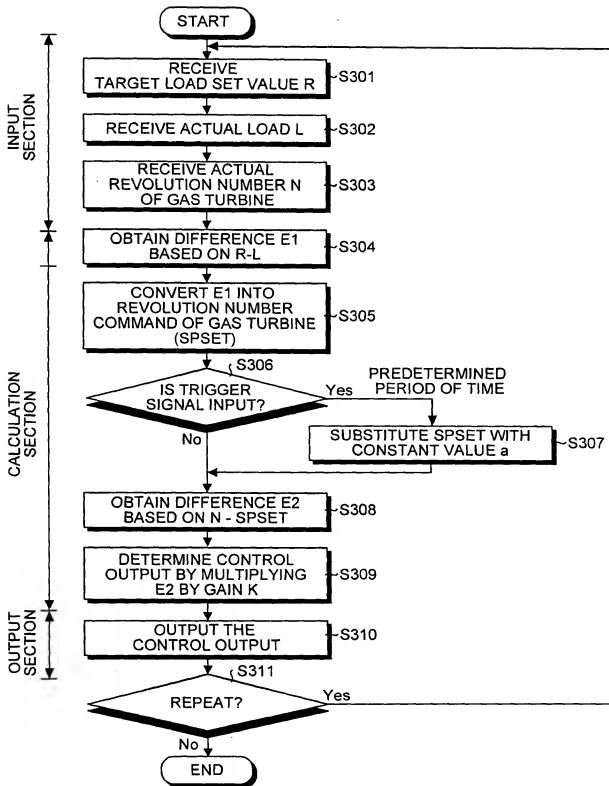 START
RECEIVE
TARGET LOAD SET VALUE R
S301
RECEIVE ACTUAL LOAD L
S302
RECEIVE ACTUAL
REVOLUTION NUMBER N
OF GAS TURBINE
S303
INPUT
SECTION
OBTAIN DIFFERENCE E1
BASED ON R-L
S304
CONVERT E1 INTO
REVOLUTION NUMBER
COMMAND OF GAS TURBINE
(SPSET)
S305
S306
IS TRIGGER
SIGNAL INPUT?
Yes
PREDETERMINED
PERIOD OF TIME
No
SUBSTITUTE SPSET WITH
CONSTANT VALUE a
S307
CALCULATION
SECTION
OBTAIN DIFFERENCE E2
BASED ON N - SPSET
S308
DETERMINE CONTROL
OUTPUT BY MULTIPLYING
E2 BY GAIN K
S309
OUTPUT
SECTION
OUTPUT THE
CONTROL OUTPUT
S310
S311
REPEAT?
Yes
No
END